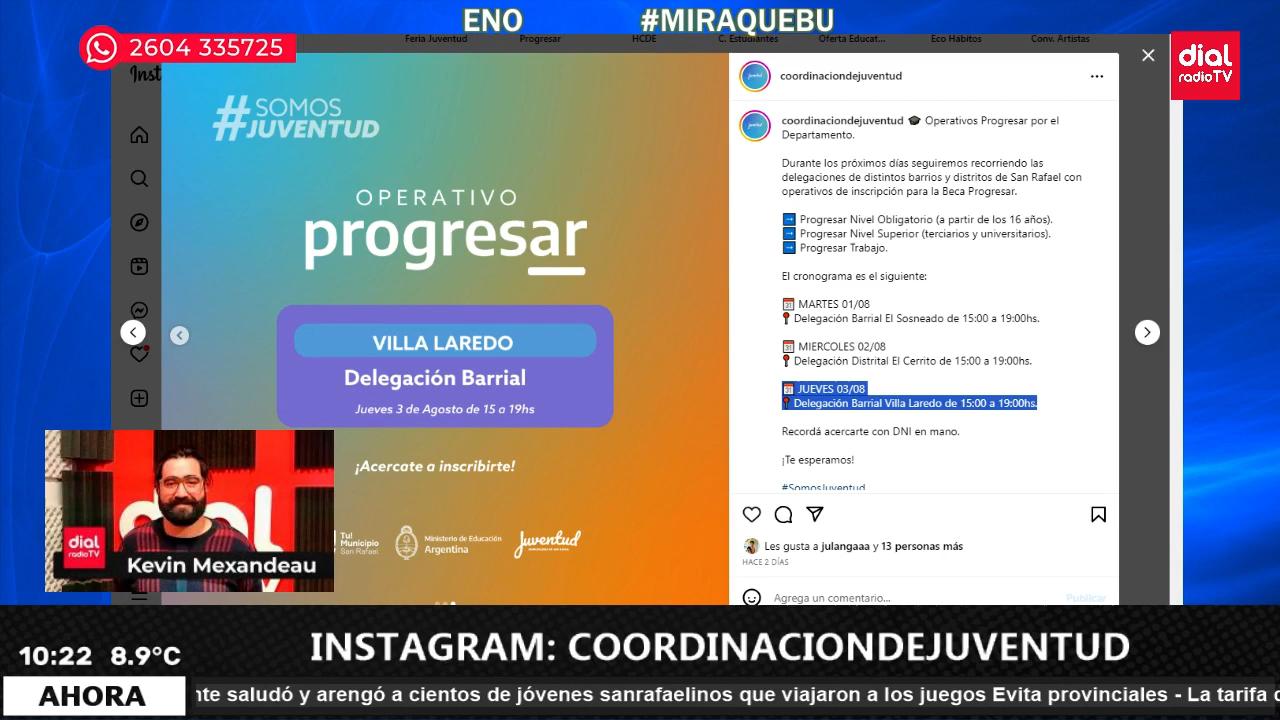 ENO #MIRAQUEBU
2604 335725
dial
radioTV
Feria Juventud Progresar HCDE C. Estudiantes Oferta Educat... Eco Hábitos Conv. Artistas
Inst
#SOMOS
JUVENTUD
OPERATIVO
progresar
VILLA LAREDO
Delegación Barrial
Jueves 3 de Agosto de 15 a 19hs
¡Acercate a inscribirte!
Tu!
Municipio
San Rafael
Ministerio de Educación
Argentina
Juventud
coordinaciondejuventud
coordinaciondejuventud 🎓 Operativos Progresar por el
Departamento.
Durante los próximos días seguiremos recorriendo las
delegaciones de distintos barrios y distritos de San Rafael con
operativos de inscripción para la Beca Progresar.
➡️ Progresar Nivel Obligatorio (a partir de los 16 años).
➡️ Progresar Nivel Superior (terciarios y universitarios).
➡️ Progresar Trabajo.
El cronograma es el siguiente:
📅 MARTES 01/08
📍 Delegación Barrial El Sosneado de 15:00 a 19:00hs.
📅 MIERCOLES 02/08
📍 Delegación Distrital El Cerrito de 15:00 a 19:00hs.
📅 JUEVES 03/08
📍 Delegación Barrial Villa Laredo de 15:00 a 19:00hs.
Recordá acercarte con DNI en mano.
¡Te esperamos!
#SomosJuventud
Les gusta a julangaaa y 13 personas más
HACE 2 DÍAS
Agrega un comentario... Publicar
dial
radioTV
Kevin Mexandeau
INSTAGRAM: COORDINACIONDEJUVENTUD
10:22 8.9°C
AHORA
nte saludó y arengó a cientos de jóvenes sanrafaelinos que viajaron a los juegos Evita provinciales - La tarifa d